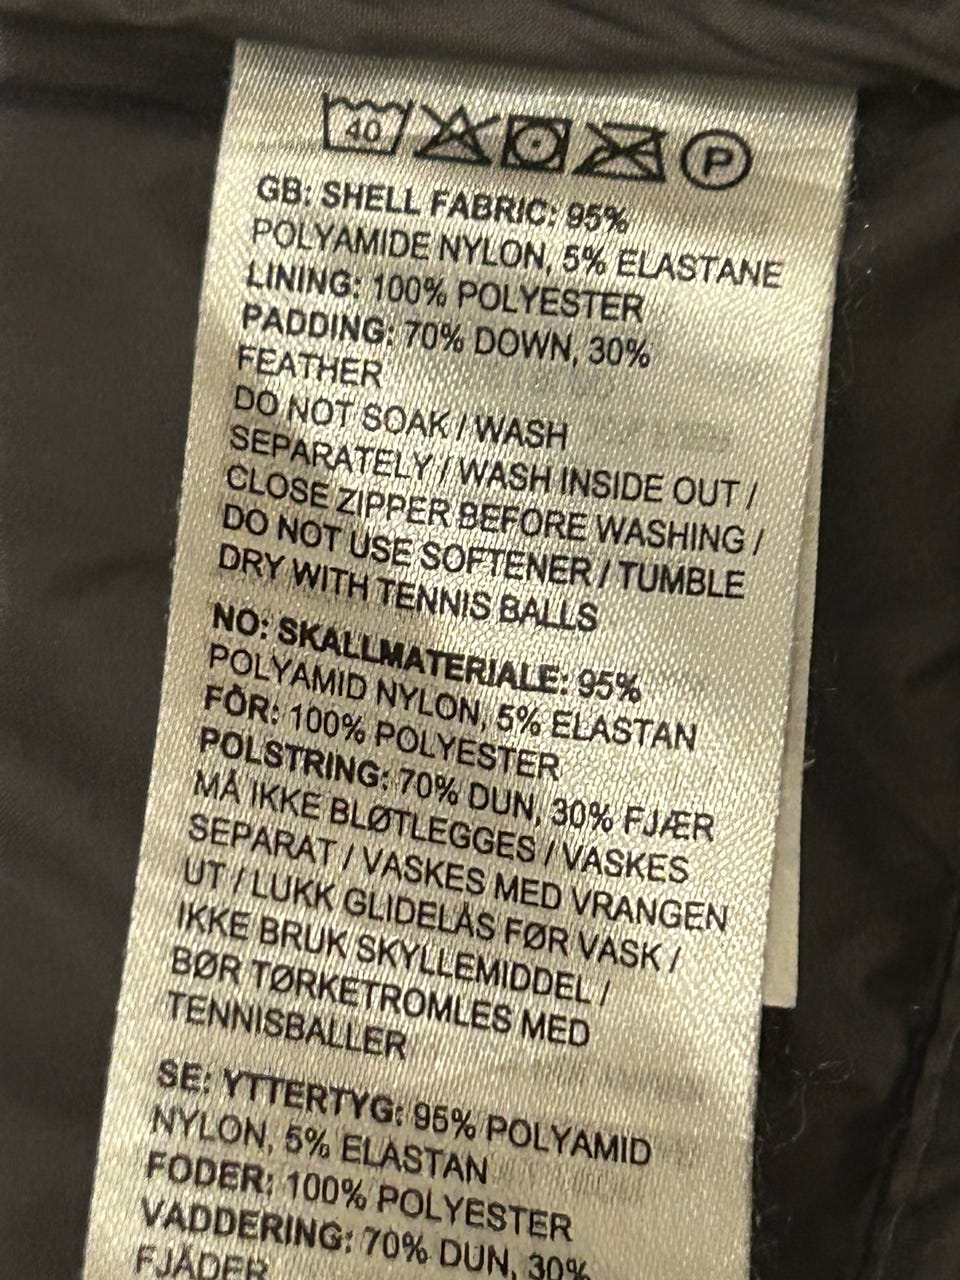 40 P
GB: SHELL FABRIC: 95%
POLYAMIDE NYLON, 5% ELASTANE
LINING: 100% POLYESTER
PADDING: 70% DOWN, 30%
FEATHER
DO NOT SOAK / WASH
SEPARATELY / WASH INSIDE OUT /
CLOSE ZIPPER BEFORE WASHING /
DO NOT USE SOFTENER / TUMBLE
DRY WITH TENNIS BALLS
NO: SKALLMATERIALE: 95%
POLYAMID NYLON, 5% ELASTAN
FÔR: 100% POLYESTER
POLSTRING: 70% DUN, 30% FJÆR
MÅ IKKE BLØTLEGGES / VASKES
SEPARAT / VASKES MED VRANGEN
UT / LUKK GLIDELÅS FØR VASK /
IKKE BRUK SKYLLEMIDDEL /
BØR TØRKETROMLES MED
TENNISBALLER
SE: YTTERTYG: 95% POLYAMID
NYLON, 5% ELASTAN
FODER: 100% POLYESTER
VADDERING: 70% DUN, 30%
FJÄDER